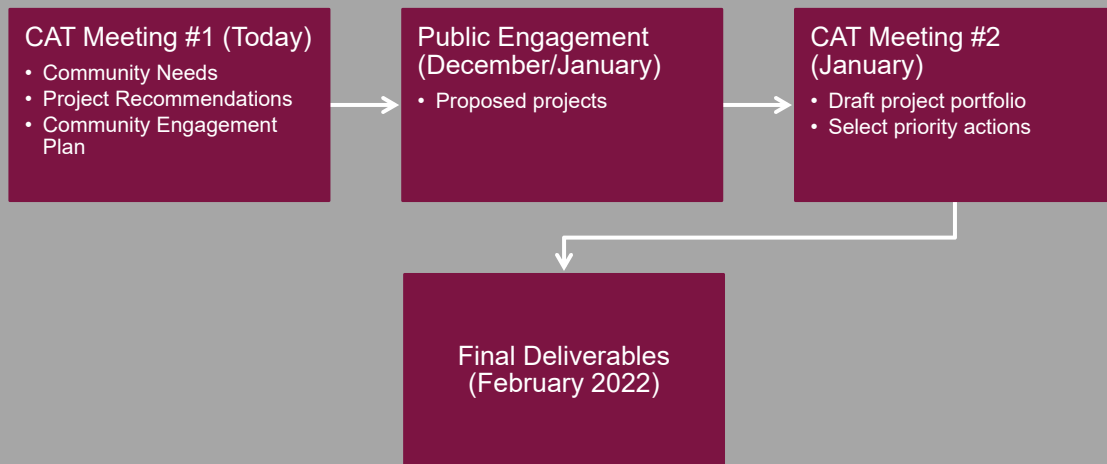 CAT Meeting #1 (Today)
• Community Needs
• Project Recommendations
• Community Engagement
Plan
Public Engagement
(December/January)
• Proposed projects
CAT Meeting #2
(January)
• Draft project portfolio
• Select priority actions
Final Deliverables
(February 2022)